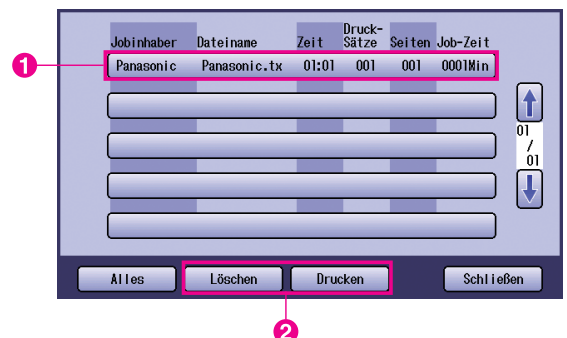 Jobinhaber Dateiname Zeit Druck-Sätze Seiten Job-Zeit
1
Panasonic Panasonic.tx 01:01 001 001 0001Min
01
/
01
Alles Löschen Drucken Schließen
2